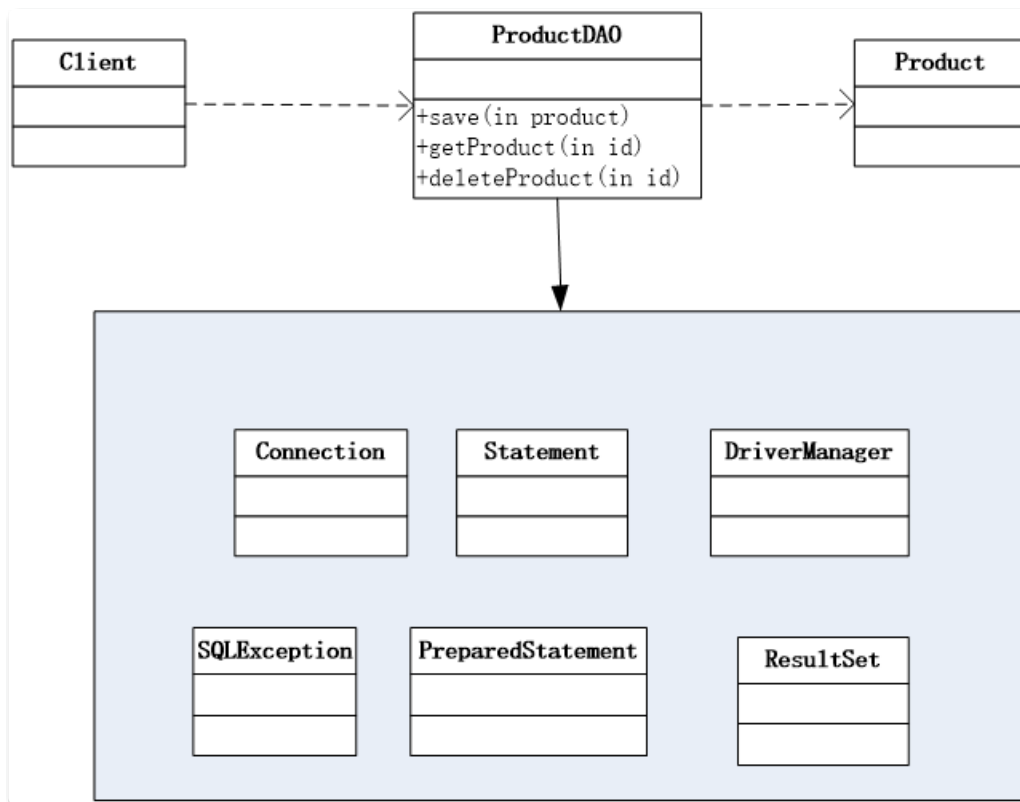 Client
ProductDAO
Product
+save(in product)
+getProduct(in id)
+deleteProduct(in id)
Connection
Statement
DriverManager
SQLException
PreparedStatement
ResultSet